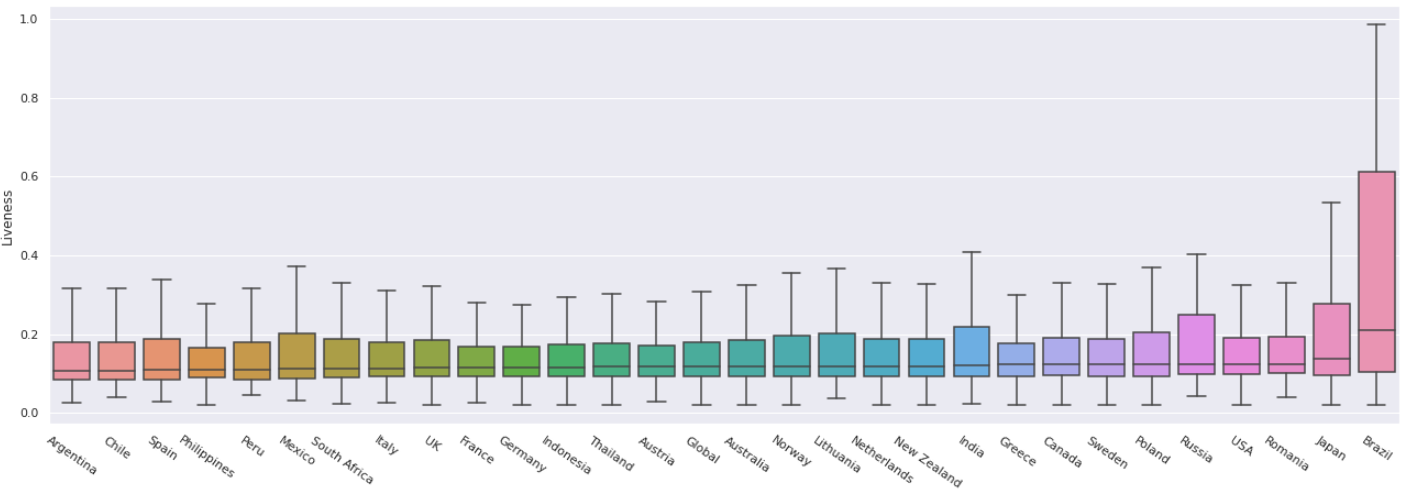 1.0
0.8
0.6
0.4
0.2
0.0
Liveness
Argentina
Chile
Spain
Philippines
Peru
Mexico
South Africa
Italy
UK
France
Germany
Indonesia
Thailand
Austria
Global
Australia
Norway
Lithuania
Netherlands
New Zealand
India
Greece
Canada
Sweden
Poland
Russia
USA
Romania
Japan
Brazil